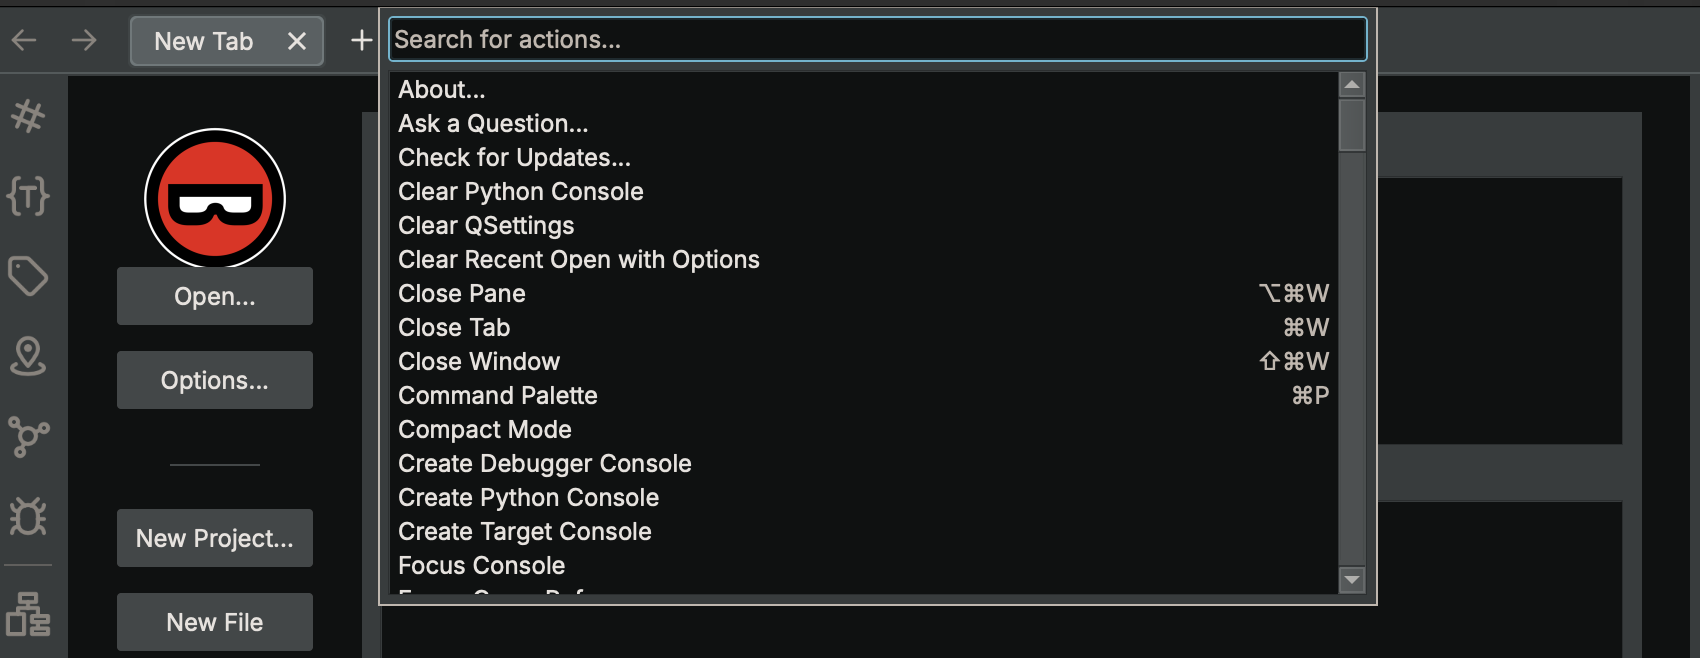 New Tab
Search for actions...
About...
Ask a Question...
Check for Updates...
Clear Python Console
Clear QSettings
Clear Recent Open with Options
Close Pane ⌥⌘W
Close Tab ⌘W
Close Window ⇧⌘W
Command Palette ⌘P
Compact Mode
Create Debugger Console
Create Python Console
Create Target Console
Focus Console
Open...
Options...
New Project...
New File